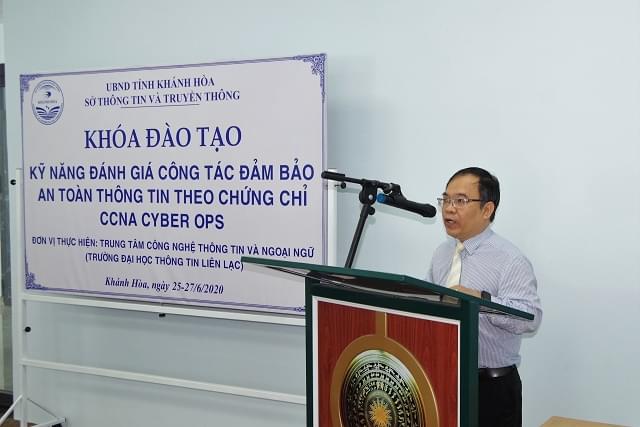 UBND TỈNH KHÁNH HÒA
SỞ THÔNG TIN VÀ TRUYỀN THÔNG
KHÓA ĐÀO TẠO
KỸ NĂNG ĐÁNH GIÁ CÔNG TÁC ĐẢM BẢO
AN TOÀN THÔNG TIN THEO CHỨNG CHỈ
CCNA CYBER OPS
ĐƠN VỊ THỰC HIỆN: TRUNG TÂM CÔNG NGHỆ THÔNG TIN VÀ NGOẠI NGỮ
(TRƯỜNG ĐẠI HỌC THÔNG TIN LIÊN LẠC)
Khánh Hòa, ngày 25-27/6/2020